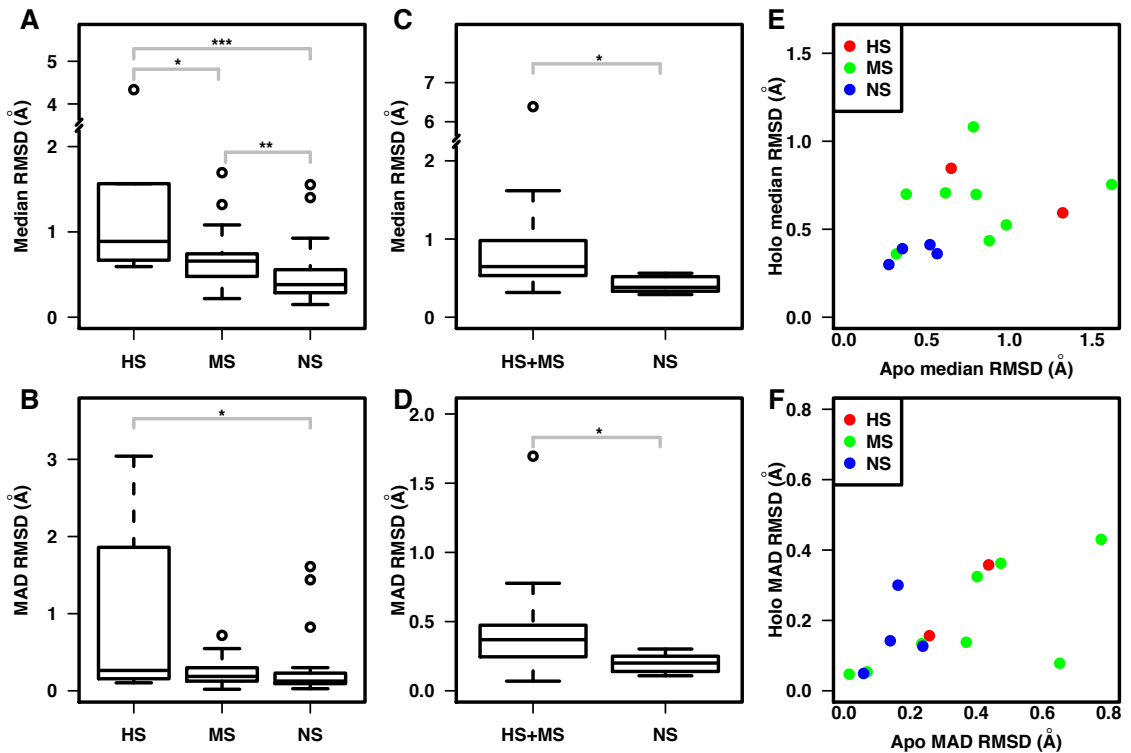 A
Median RMSD (Å)
5
4
2
1
0
***
*
**
HS MS NS
C
Median RMSD (Å)
7
6
2
1
0
*
HS+MS NS
E
Holo median RMSD (Å)
1.5
1.0
0.5
0.0
HS
MS
NS
0.0 0.5 1.0 1.5
Apo median RMSD (Å)
B
MAD RMSD (Å)
3
2
1
0
*
HS MS NS
D
MAD RMSD (Å)
2.0
1.5
1.0
0.5
0.0
*
HS+MS NS
F
Holo MAD RMSD (Å)
0.8
0.6
0.4
0.2
0.0
HS
MS
NS
0.0 0.2 0.4 0.6 0.8
Apo MAD RMSD (Å)